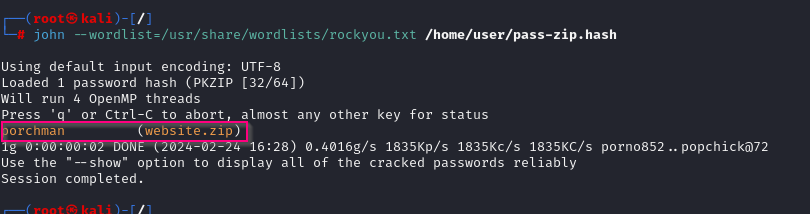 ┌──(root㉿kali)-[/]
└─# john --wordlist=/usr/share/wordlists/rockyou.txt /home/user/pass-zip.hash
Using default input encoding: UTF-8
Loaded 1 password hash (PKZIP [32/64])
Will run 4 OpenMP threads
Press 'q' or Ctrl-C to abort, almost any other key for status
porchman (website.zip)
1g 0:00:00:02 DONE (2024-02-24 16:28) 0.4016g/s 1835Kp/s 1835Kc/s 1835KC/s porno852..popchick@72
Use the "--show" option to display all of the cracked passwords reliably
Session completed.
┌──(root㉿kali)-[/]